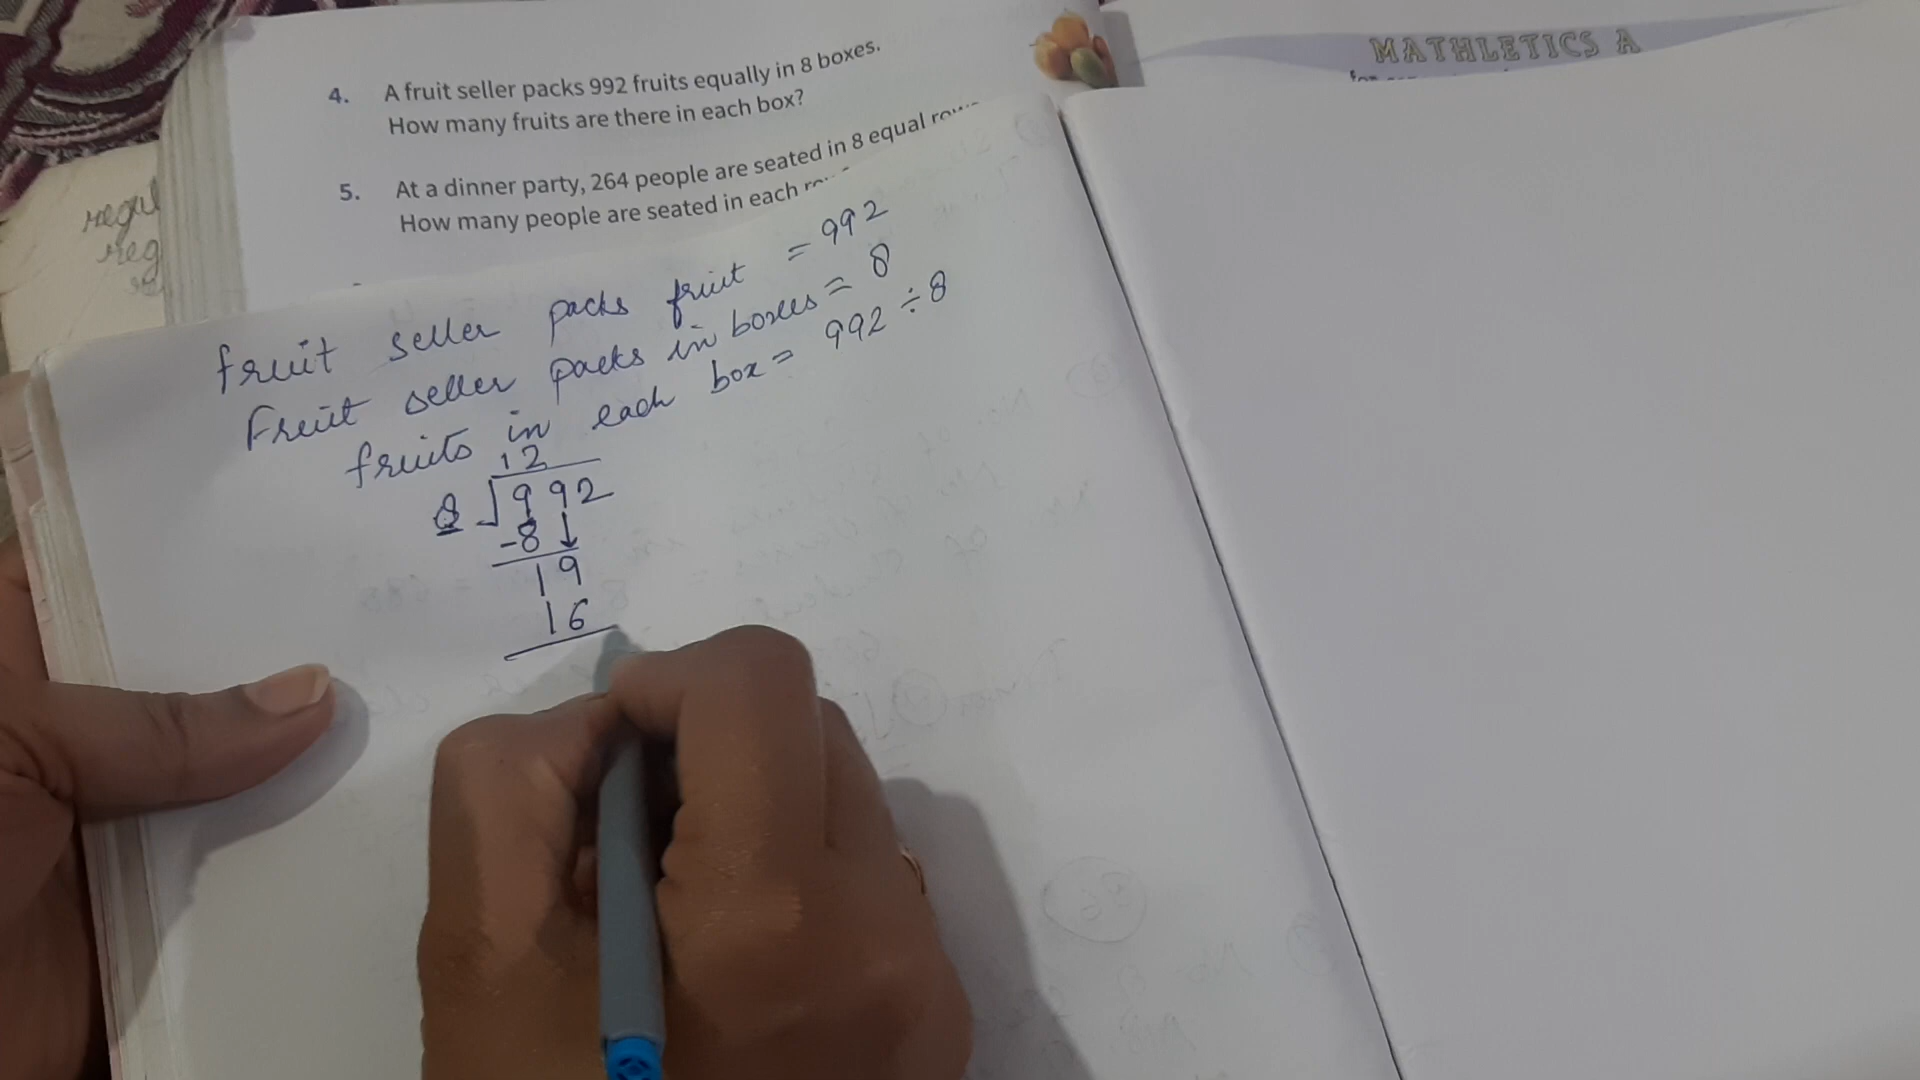 MATHLETICS A
4. A fruit seller packs 992 fruits equally in 8 boxes.
How many fruits are there in each box?
5. At a dinner party, 264 people are seated in 8 equal
How many people are seated in each
regul
reg
fruit seller packs fruit = 992
Fruit seller packs in boxes = 8
fruits in each box = 992 ÷ 8
12
8 992
-8
19
16